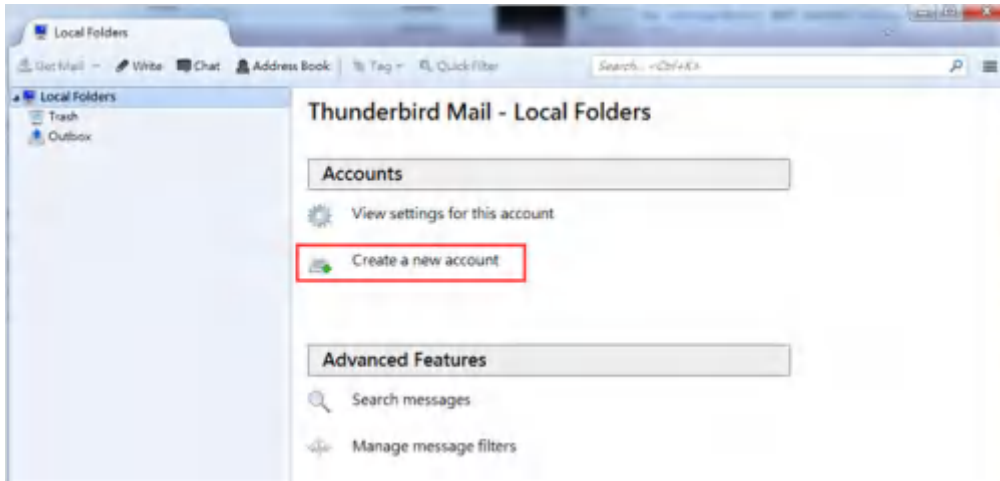 Local Folders
Get Mail Write Chat Address Book Tag Quick Filter Search... <Ctrl+K>
Local Folders
Trash
Outbox
Thunderbird Mail - Local Folders
Accounts
View settings for this account
Create a new account
Advanced Features
Search messages
Manage message filters